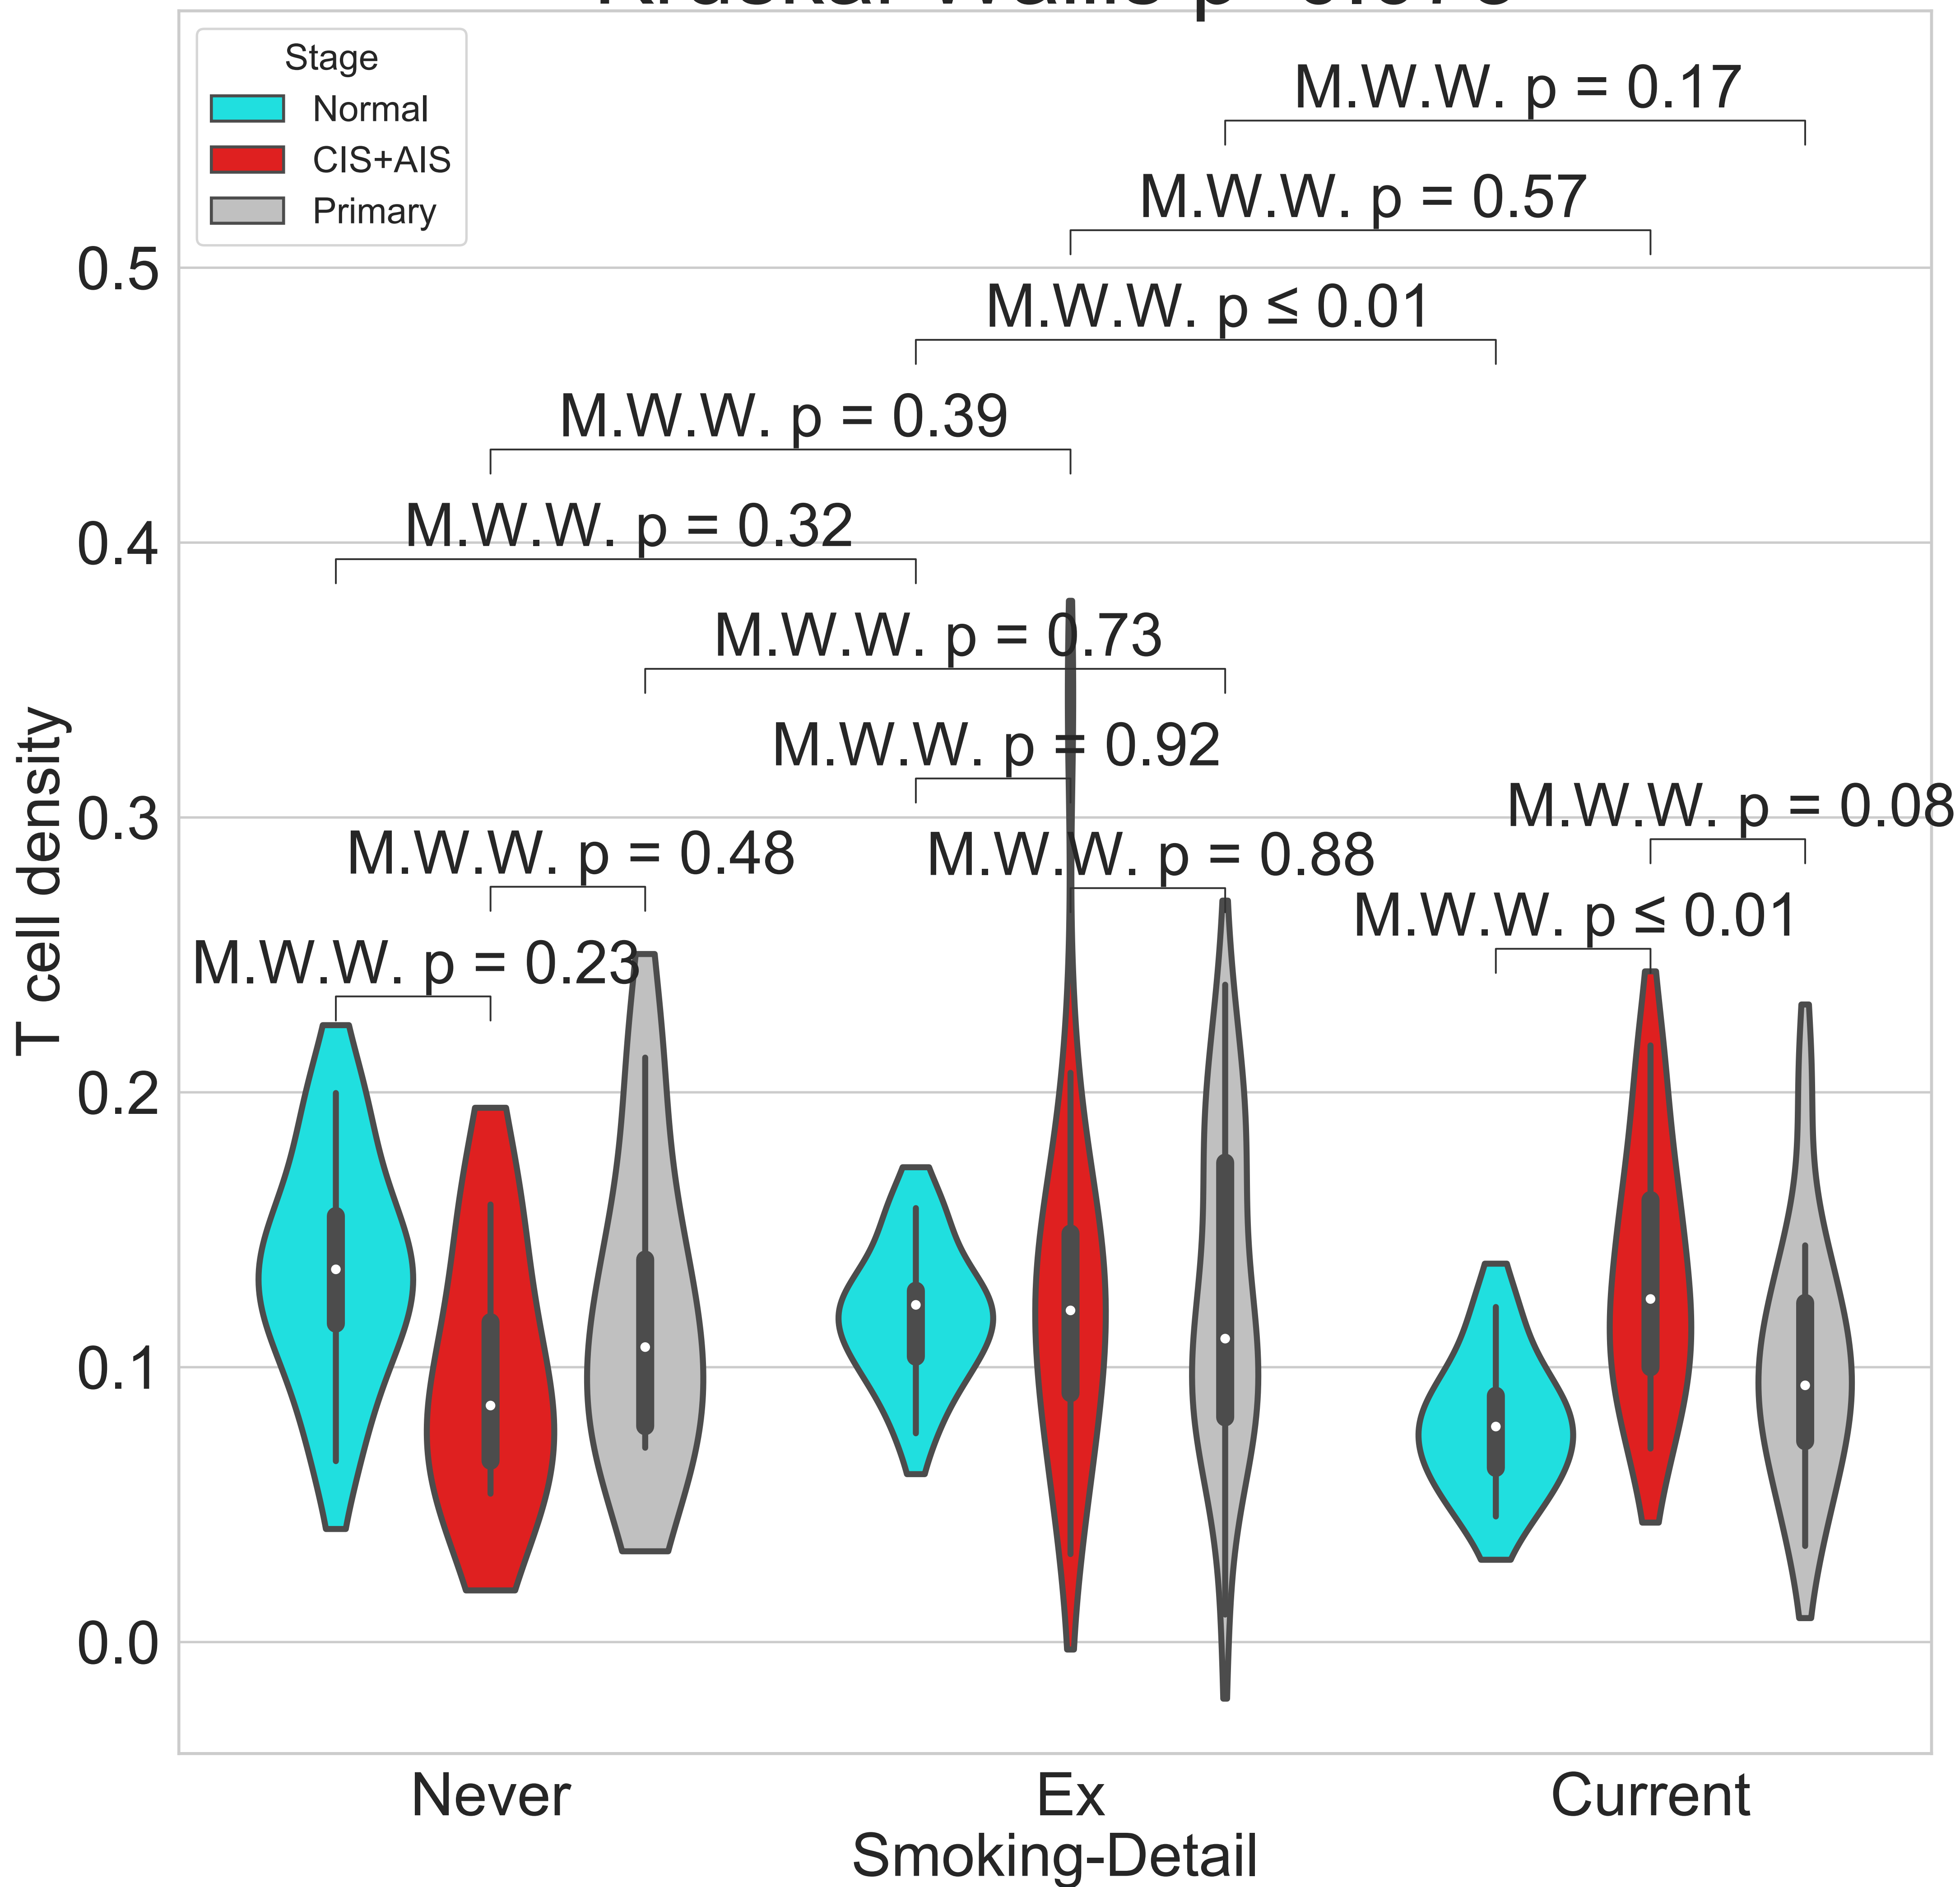 Stage
Normal
CIS+AIS
Primary
M.W.W. p = 0.17
M.W.W. p = 0.57
0.5
M.W.W. p ≤ 0.01
M.W.W. p = 0.39
M.W.W. p = 0.32
0.4
M.W.W. p = 0.73
M.W.W. p = 0.92
0.3
M.W.W. p = 0.08
M.W.W. p = 0.48
M.W.W. p = 0.88
M.W.W. p ≤ 0.01
M.W.W. p = 0.23
T cell density
0.2
0.1
0.0
Never
Ex
Current
Smoking-Detail